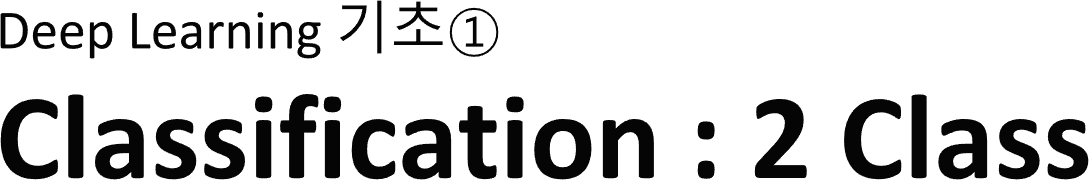 Deep Learning 기초①
Classification : 2 Class